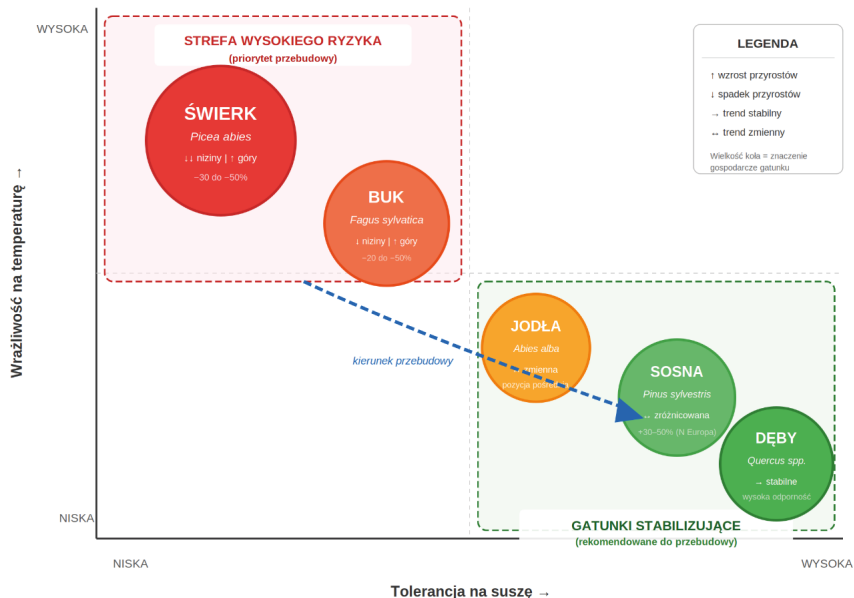 WYSOKA
STREFA WYSOKIEGO RYZYKA
(priorytet przebudowy)
ŚWIERK
Picea abies
↓↓ niziny | ↑ góry
−30 do −50%
BUK
Fagus sylvatica
↓ niziny | ↑ góry
−20 do −50%
LEGENDA
↑ wzrost przyrostów
↓ spadek przyrostów
→ trend stabilny
↔ trend zmienny
Wielkość koła = znaczenie
gospodarcze gatunku
Wrażliwość na temperaturę →
kierunek przebudowy
JODŁA
Abies alba
zmienna
pozycja
SOSNA
Pinus sylvestris
↔ zróżnicowana
+30–50% (N Europa)
DĘBY
Quercus spp.
→ stabilne
wysoka odporność
GATUNKI STABILIZUJĄCE
(rekomendowane do przebudowy)
NISKA
NISKA
WYSOKA
Tolerancja na suszę →